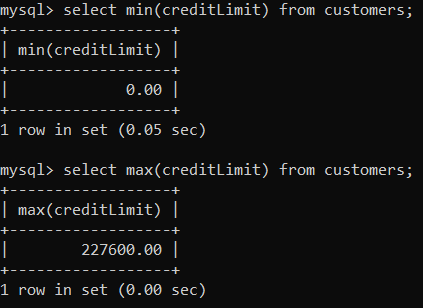 mysql> select min(creditLimit) from customers;
+------------------+
| min(creditLimit) |
+------------------+
|             0.00 |
+------------------+
1 row in set (0.05 sec)

mysql> select max(creditLimit) from customers;
+------------------+
| max(creditLimit) |
+------------------+
|        227600.00 |
+------------------+
1 row in set (0.00 sec)